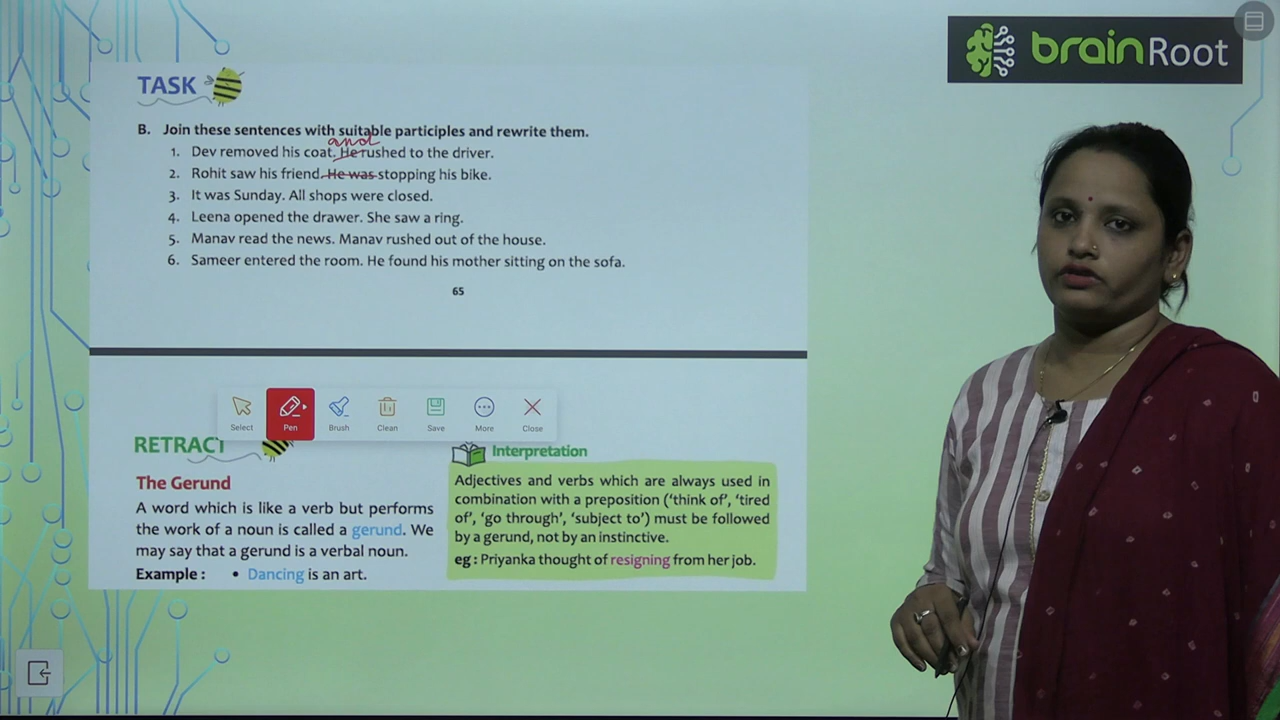 brainRoot
TASK
B. Join these sentences with suitable participles and rewrite them.
and
1. Dev removed his coat. He rushed to the driver.
2. Rohit saw his friend. He was stopping his bike.
3. It was Sunday. All shops were closed.
4. Leena opened the drawer. She saw a ring.
5. Manav read the news. Manav rushed out of the house.
6. Sameer entered the room. He found his mother sitting on the sofa.
65
Select Pen Brush Clean Save More Close
RETRACT
The Gerund
A word which is like a verb but performs
the work of a noun is called a gerund. We
may say that a gerund is a verbal noun.
Example : • Dancing is an art.
Interpretation
Adjectives and verbs which are always used in
combination with a preposition (‘think of’, ‘tired
of’, ‘go through’, ‘subject to’) must be followed
by a gerund, not by an instinctive.
eg : Priyanka thought of resigning from her job.